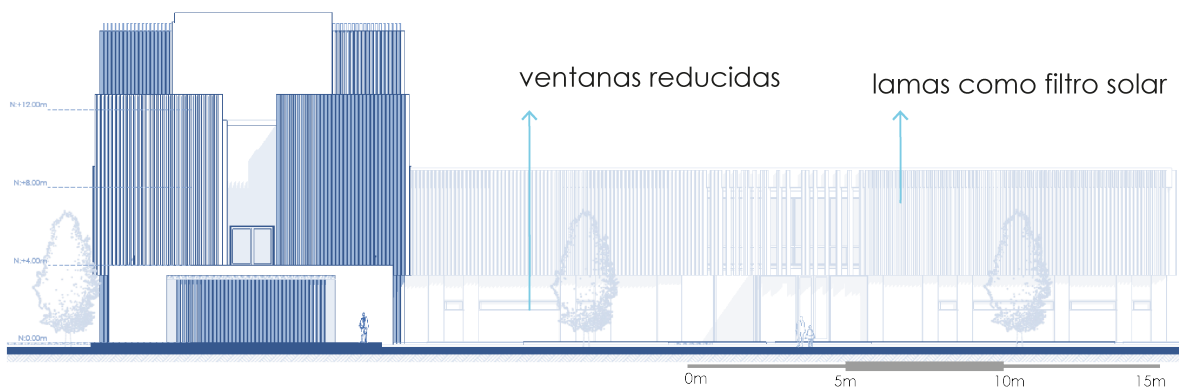 ventanas reducidas
lamas como filtro solar
N:+12.00m
N:+8.00m
N:+4.00m
N:0.00m
0m 5m 10m 15m